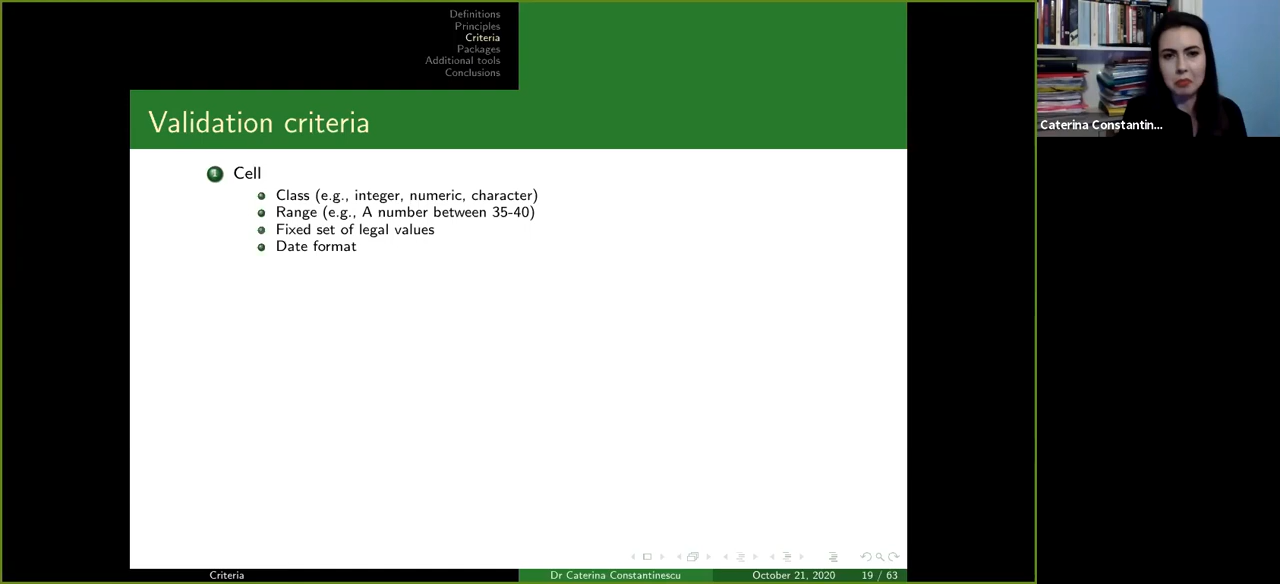 Definitions
Principles
Criteria
Packages
Additional tools
Conclusions
Validation criteria
1 Cell
Class (e.g., integer, numeric, character)
Range (e.g., A number between 35-40)
Fixed set of legal values
Date format
Criteria
Dr Caterina Constantinescu
October 21, 2020
19 / 63
Caterina Constantin...